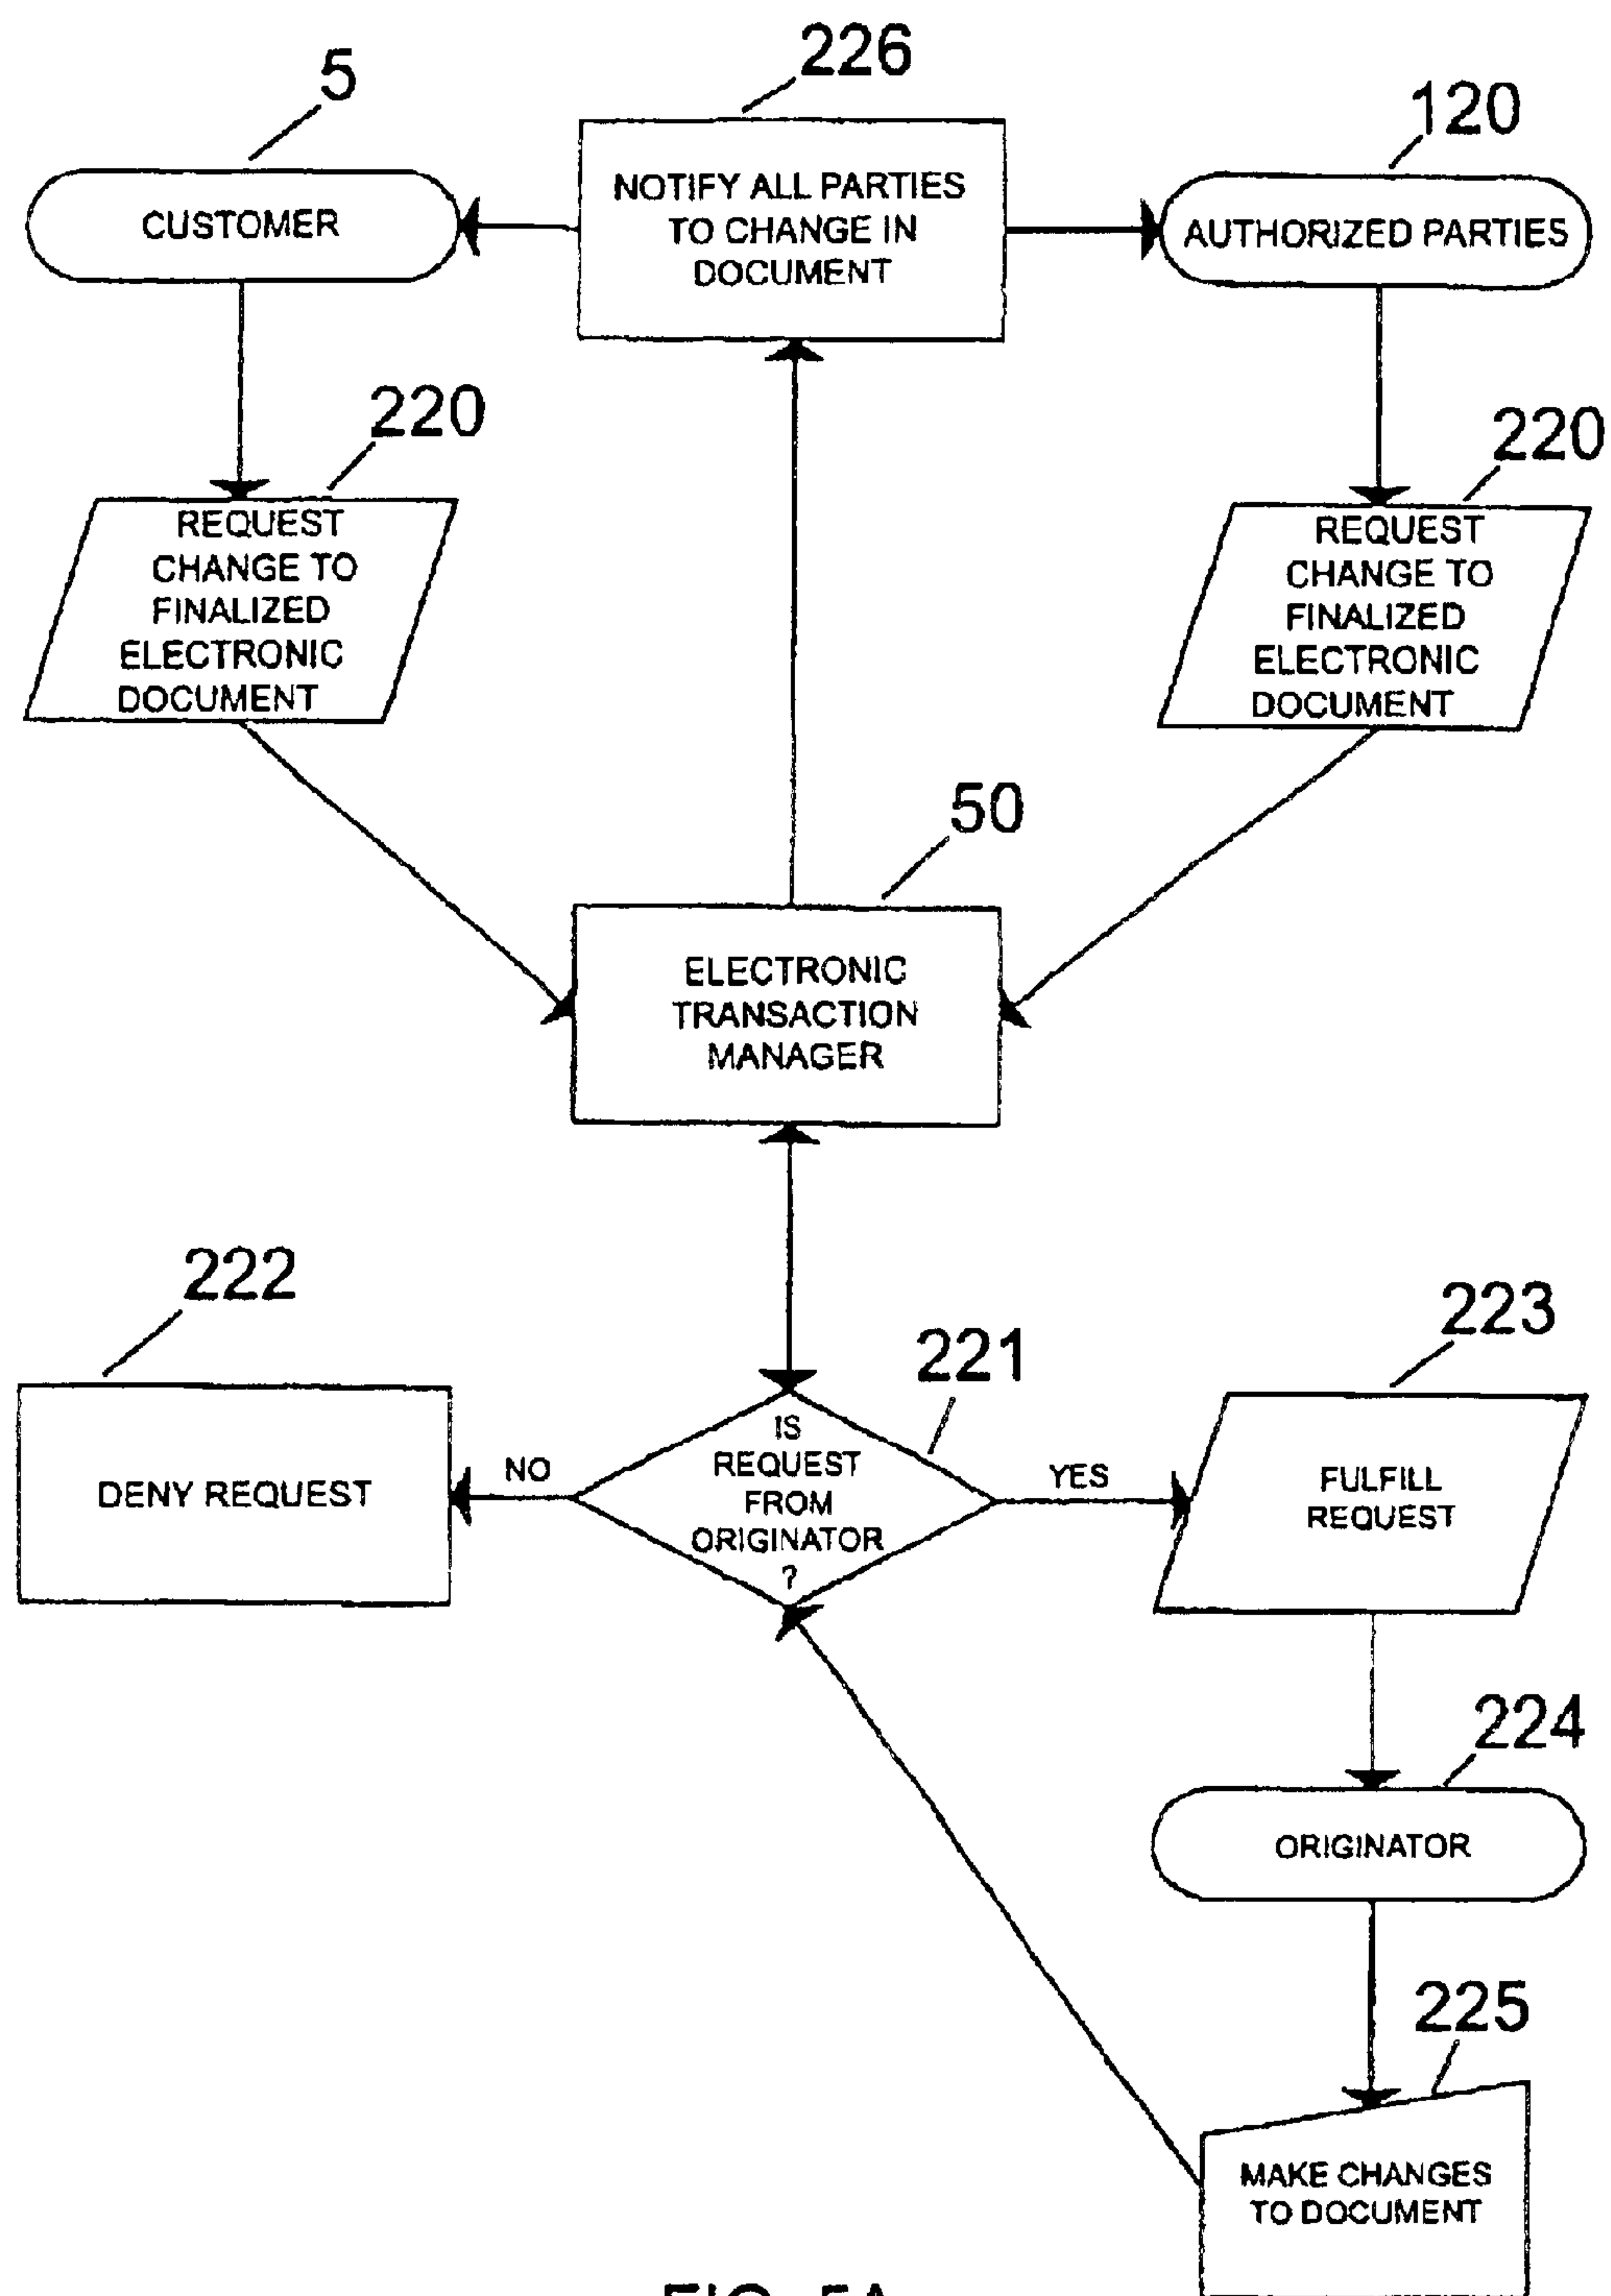 226
5
120
NOTIFY ALL PARTIES
TO CHANGE IN
DOCUMENT
CUSTOMER
AUTHORIZED PARTIES
220
220
REQUEST
CHANGE TO
FINALIZED
ELECTRONIC
DOCUMENT
REQUEST
CHANGE TO
FINALIZED
ELECTRONIC
DOCUMENT
50
ELECTRONIC
TRANSACTION
MANAGER
222
223
221
IS
REQUEST
FROM
ORIGINATOR
?
NO
YES
DENY REQUEST
FULFILL
REQUEST
224
ORIGINATOR
225
MAKE CHANGES
TO DOCUMENT
FIG. 5A